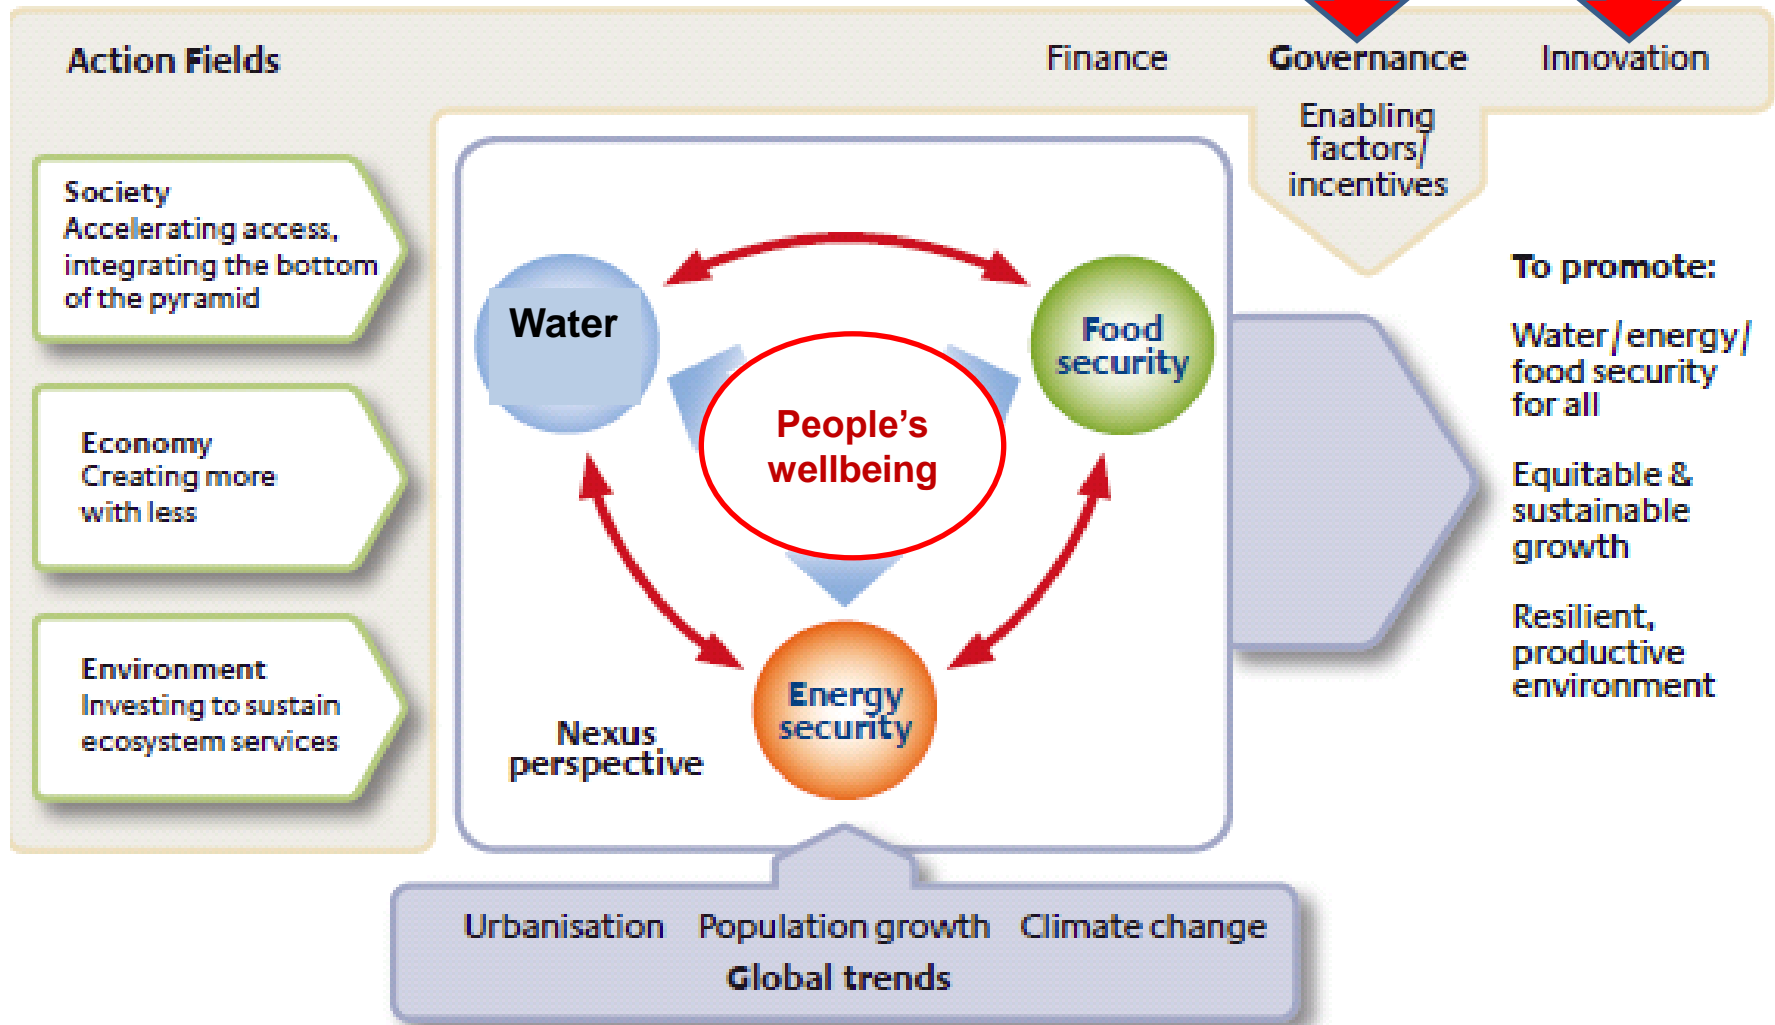 Action Fields
Finance
Governance
Innovation
Enabling
factors/
incentives
Society
Accelerating access,
integrating the bottom
of the pyramid
Economy
Creating more
with less
Environment
Investing to sustain
ecosystem services
Water
Food
security
People's
wellbeing
Energy
security
Nexus
perspective
To promote:
Water/energy/
food security
for all
Equitable &
sustainable
growth
Resilient,
productive
environment
Urbanisation
Population growth
Climate change
Global trends